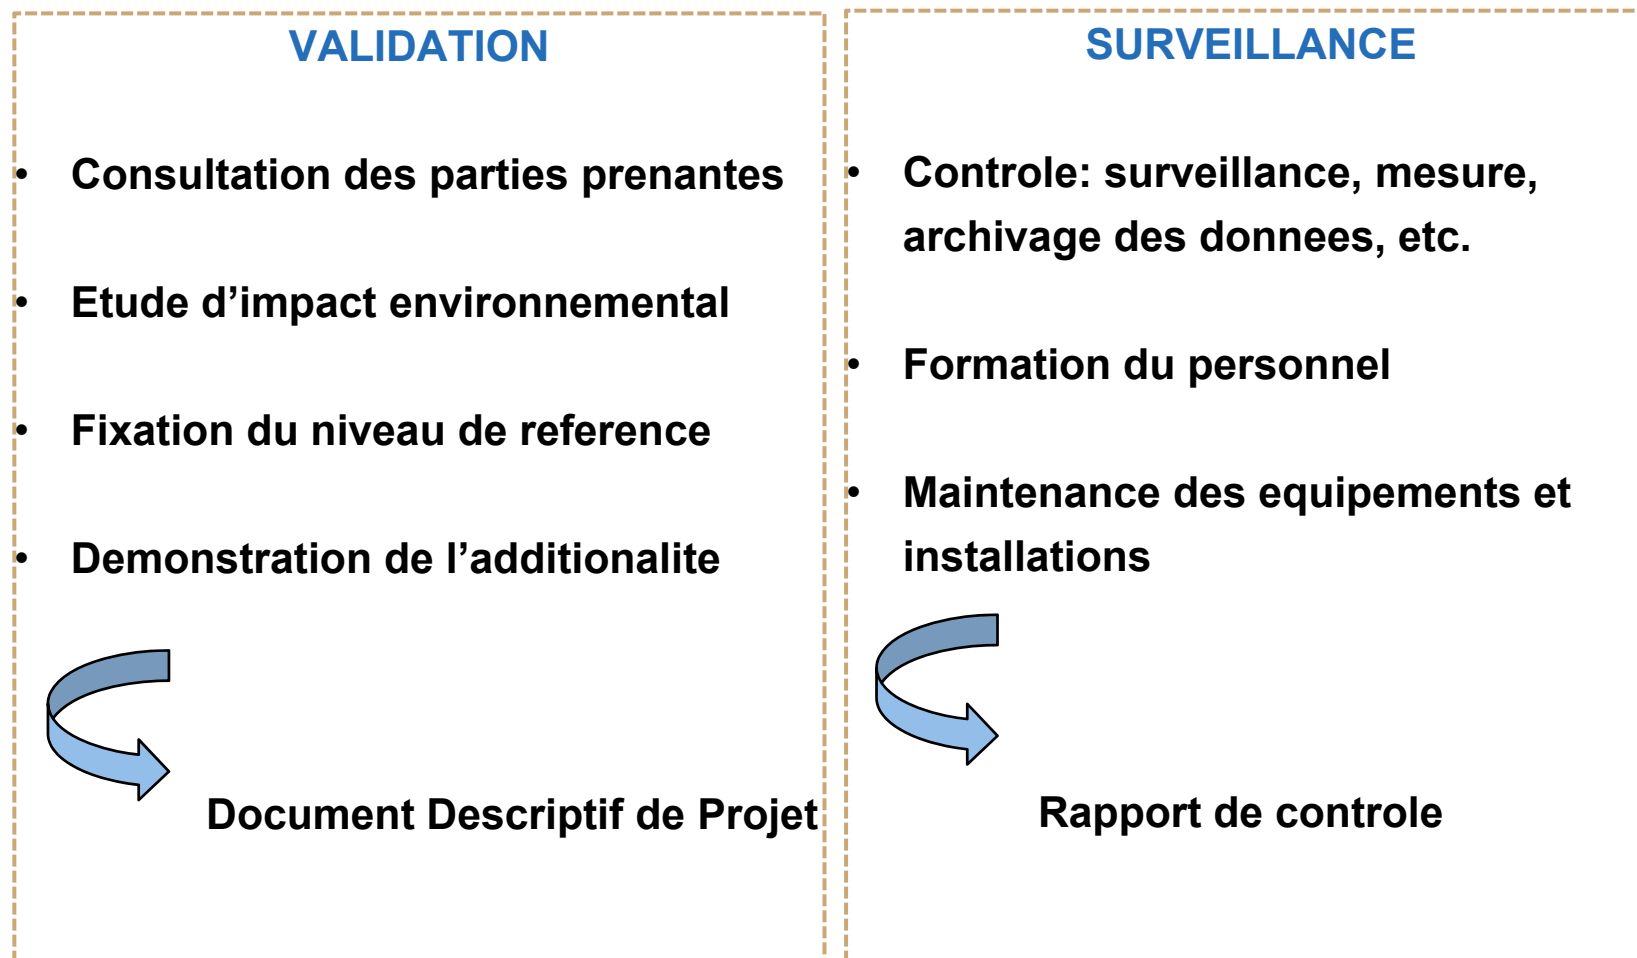 VALIDATION
• Consultation des parties prenantes
• Etude d’impact environnemental
• Fixation du niveau de reference
• Demonstration de l’additionalite
Document Descriptif de Projet
SURVEILLANCE
• Controle: surveillance, mesure,
archivage des donnees, etc.
• Formation du personnel
• Maintenance des equipements et
installations
Rapport de controle